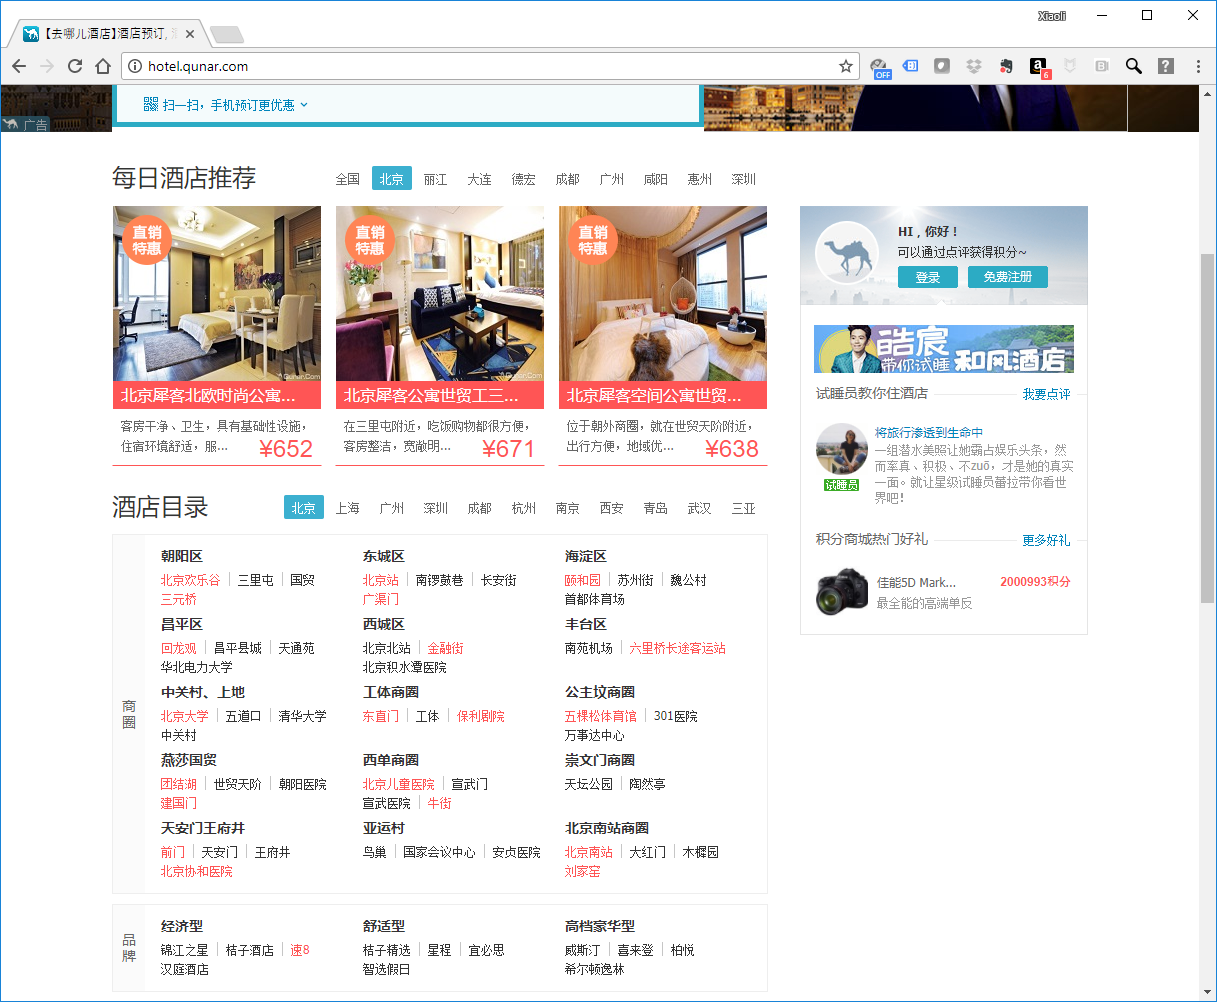 Xiaoli
【去哪儿酒店】酒店预订,
hotel.qunar.com
OFF
6
广告
扫一扫，手机预订更优惠
每日酒店推荐
全国 北京 丽江 大连 德宏 成都 广州 咸阳 惠州 深圳
直销特惠
直销特惠
直销特惠
北京犀客北欧时尚公寓...
北京犀客公寓世贸工三...
北京犀客空间公寓世贸...
客房干净、卫生，具有基础性设施，
住宿环境舒适，服... ¥652
在三里屯附近，吃饭购物都很方便，
客房整洁，宽敞明... ¥671
位于朝外商圈，就在世贸天阶附近，
出行方便，地域优... ¥638
HI，你好！
可以通过点评获得积分~
登录 免费注册
皓宸
带你试睡 和风酒店
试睡员教你住酒店 我要点评
将旅行渗透到生命中
一组潜水美照让她霸占娱乐头条，然
而率真、积极、不zuō，才是她的真实
一面。就让星级试睡员蕾拉带你看世
界吧！
试睡员
积分商城热门好礼 更多好礼
佳能5D Mark... 2000993积分
最全能的高端单反
酒店目录
北京 上海 广州 深圳 成都 杭州 南京 西安 青岛 武汉 三亚
商圈
朝阳区 东城区 海淀区
北京欢乐谷 三里屯 国贸 北京站 南锣鼓巷 长安街 颐和园 苏州街 魏公村
三元桥 广渠门 首都体育场
昌平区 西城区 丰台区
回龙观 昌平县城 天通苑 北京北站 金融街 南苑机场 六里桥长途客运站
华北电力大学 北京积水潭医院
中关村、上地 工体商圈 公主坟商圈
北京大学 五道口 清华大学 东直门 工体 保利剧院 五棵松体育馆 301医院
中关村 万事达中心
燕莎国贸 西单商圈 崇文门商圈
团结湖 世贸天阶 朝阳医院 北京儿童医院 宣武门 天坛公园 陶然亭
建国门 宣武医院 牛街
天安门王府井 亚运村 北京南站商圈
前门 天安门 王府井 鸟巢 国家会议中心 安贞医院 北京南站 大红门 木樨园
北京协和医院 刘家窑
品牌
经济型 舒适型 高档豪华型
锦江之星 桔子酒店 速8 桔子精选 星程 宜必思 威斯汀 喜来登 柏悦
汉庭酒店 智选假日 希尔顿逸林